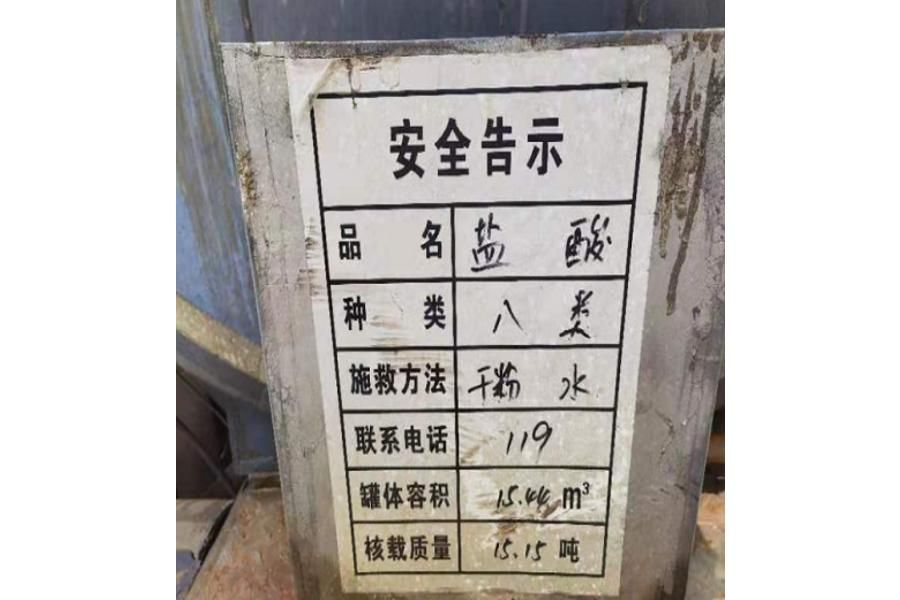 安全告示
品 名 盐 酸
种 类 八 类
施救方法 干粉 水
联系电话 119
罐体容积 15.44 m³
核载质量 15.15 吨